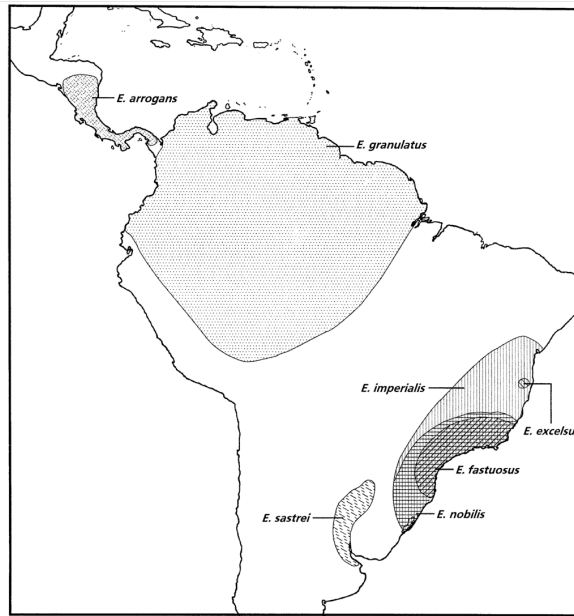 E. arrogans
E. granulatus
E. imperialis
E. excelsu
E. fastuosus
E. nobilis
E. sastrei